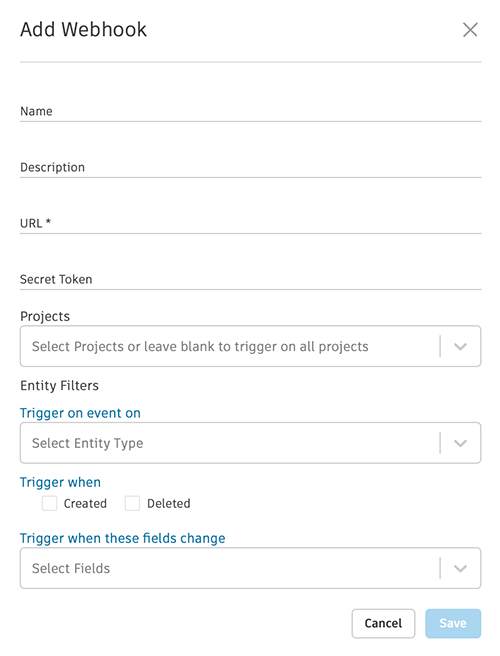 Add Webhook
Name
Description
URL *
Secret Token
Projects
Select Projects or leave blank to trigger on all projects
Entity Filters
Trigger on event on
Select Entity Type
Trigger when
Created Deleted
Trigger when these fields change
Select Fields
Cancel Save